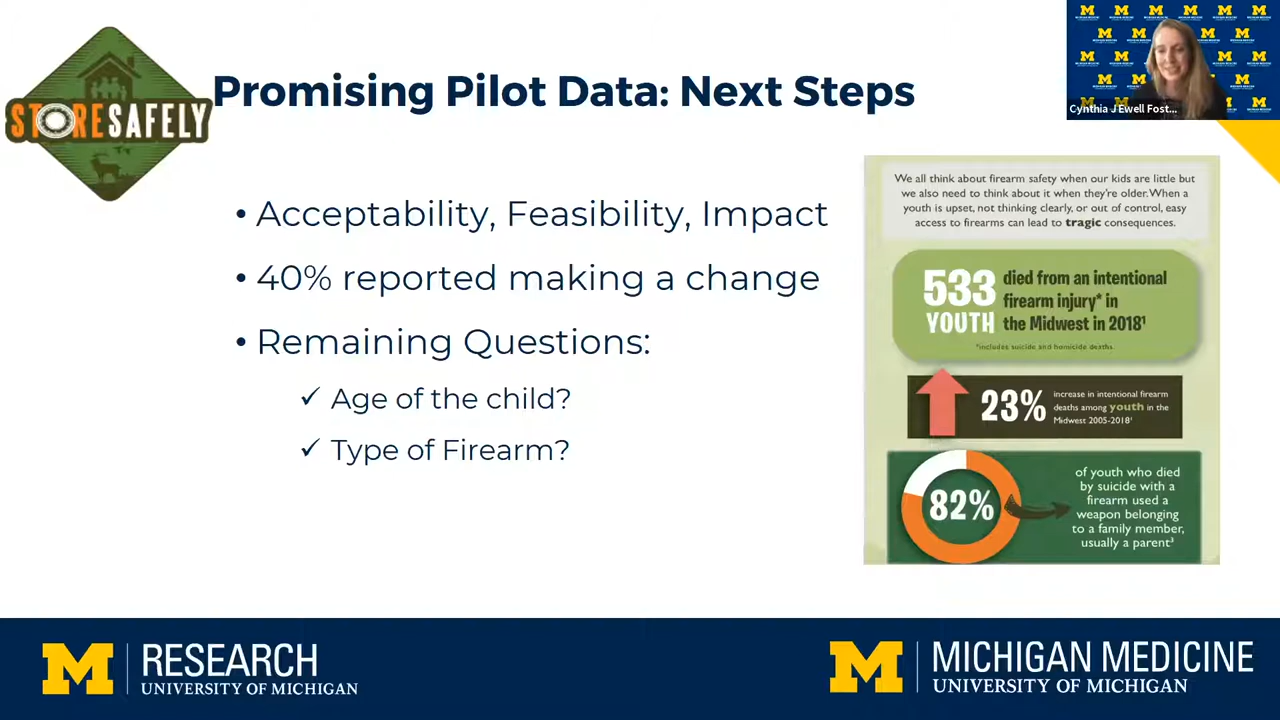 STORESAFELY
Promising Pilot Data: Next Steps
MICHIGAN MEDICINE
Cynthia J Ewell Fost...
• Acceptability, Feasibility, Impact
• 40% reported making a change
• Remaining Questions:
✓ Age of the child?
✓ Type of Firearm?
We all think about firearm safety when our kids are little but
we also need to think about it when they're older. When a
youth is upset, not thinking clearly, or out of control, easy
access to firearms can lead to tragic consequences.
533
YOUTH
died from an intentional
firearm injury* in
the Midwest in 2018¹
*includes suicide and homicide deaths.
23%
increase in intentional firearm
deaths among youth in the
Midwest 2005-2018¹
82%
of youth who died
by suicide with a
firearm used a
weapon belonging
to a family member,
usually a parent³
M RESEARCH
UNIVERSITY OF MICHIGAN
M MICHIGAN MEDICINE
UNIVERSITY OF MICHIGAN